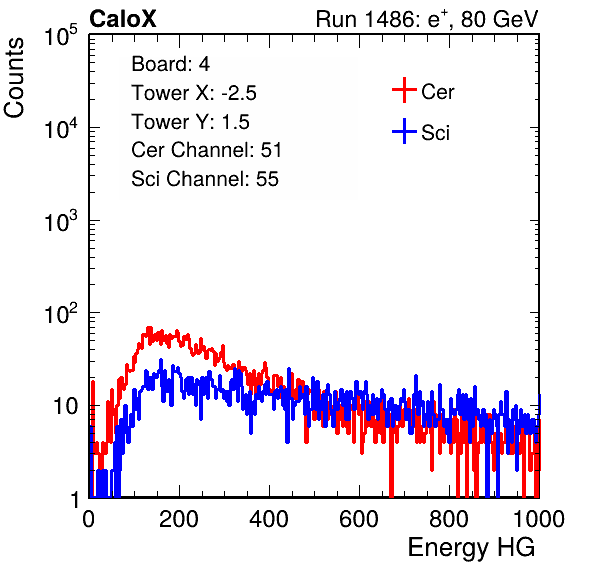 CaloX Run 1486: e⁺, 80 GeV
Counts
10⁵
10⁴
10³
10²
10
1
Board: 4
Tower X: -2.5
Tower Y: 1.5
Cer Channel: 51
Sci Channel: 55
Cer
Sci
0 200 400 600 800 1000
Energy HG